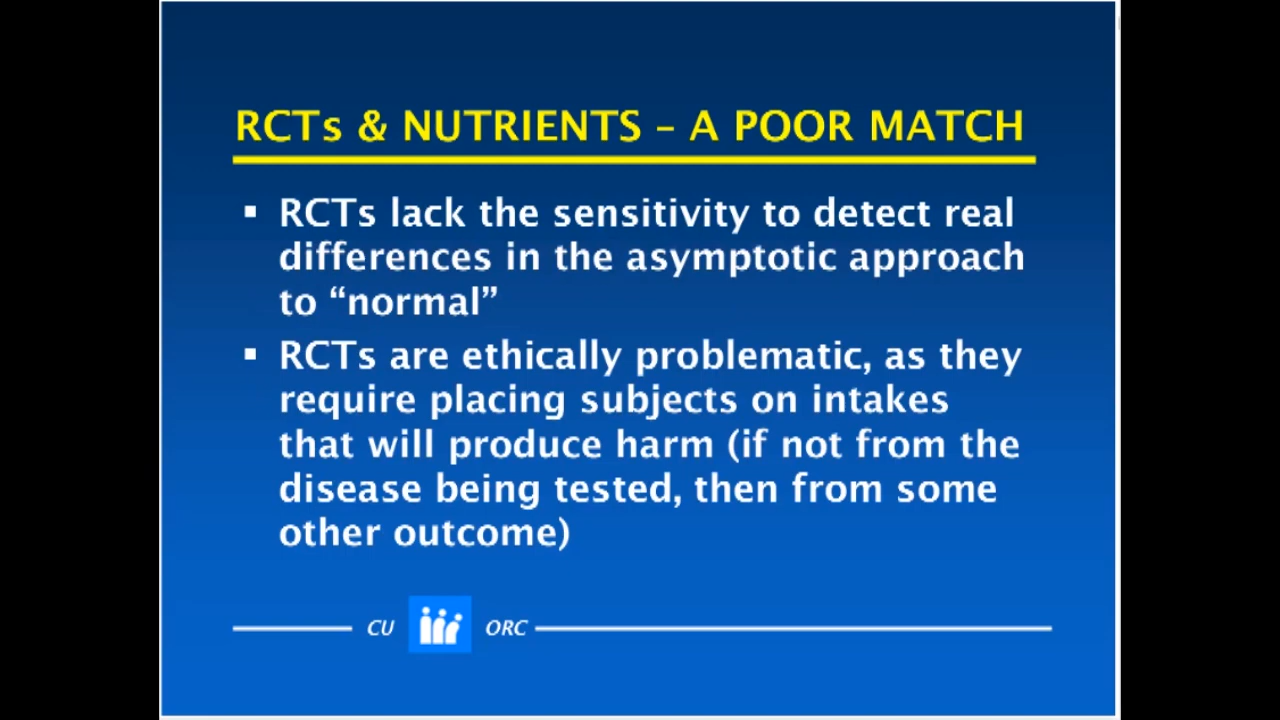 RCTs & NUTRIENTS – A POOR MATCH
▪ RCTs lack the sensitivity to detect real
differences in the asymptotic approach
to “normal”
▪ RCTs are ethically problematic, as they
require placing subjects on intakes
that will produce harm (if not from the
disease being tested, then from some
other outcome)
CU ORC